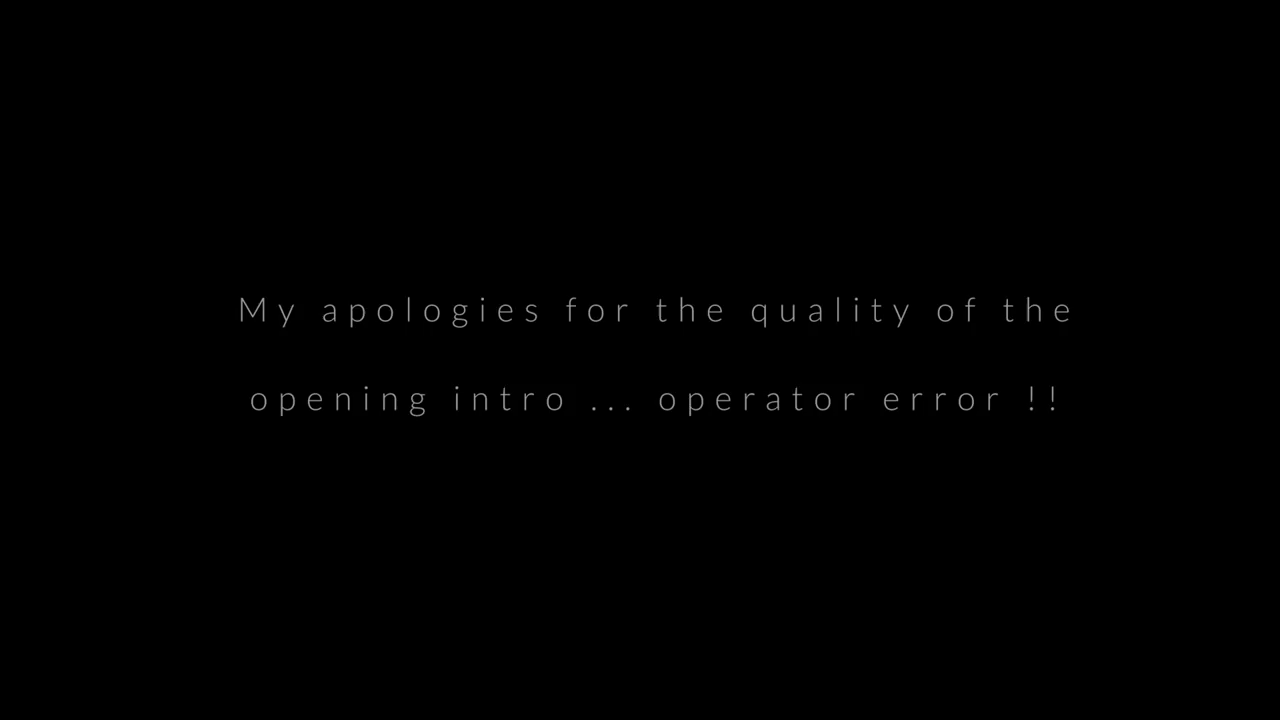 My apologies for the quality of the
opening intro ... operator error !!